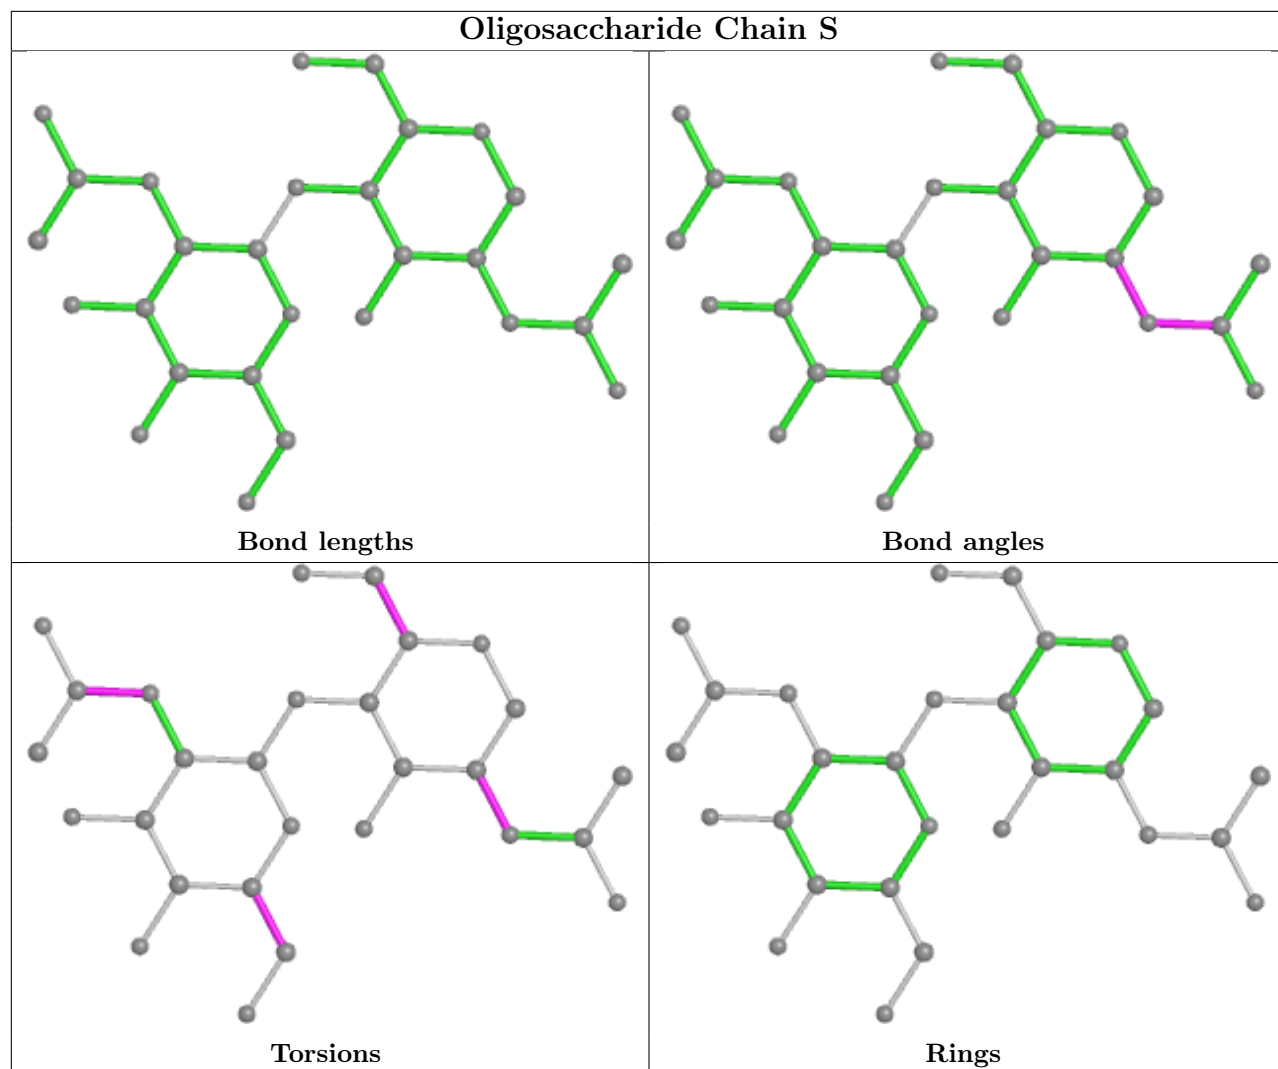 Oligosaccharide Chain S
Bond lengths
Bond angles
Torsions
Rings